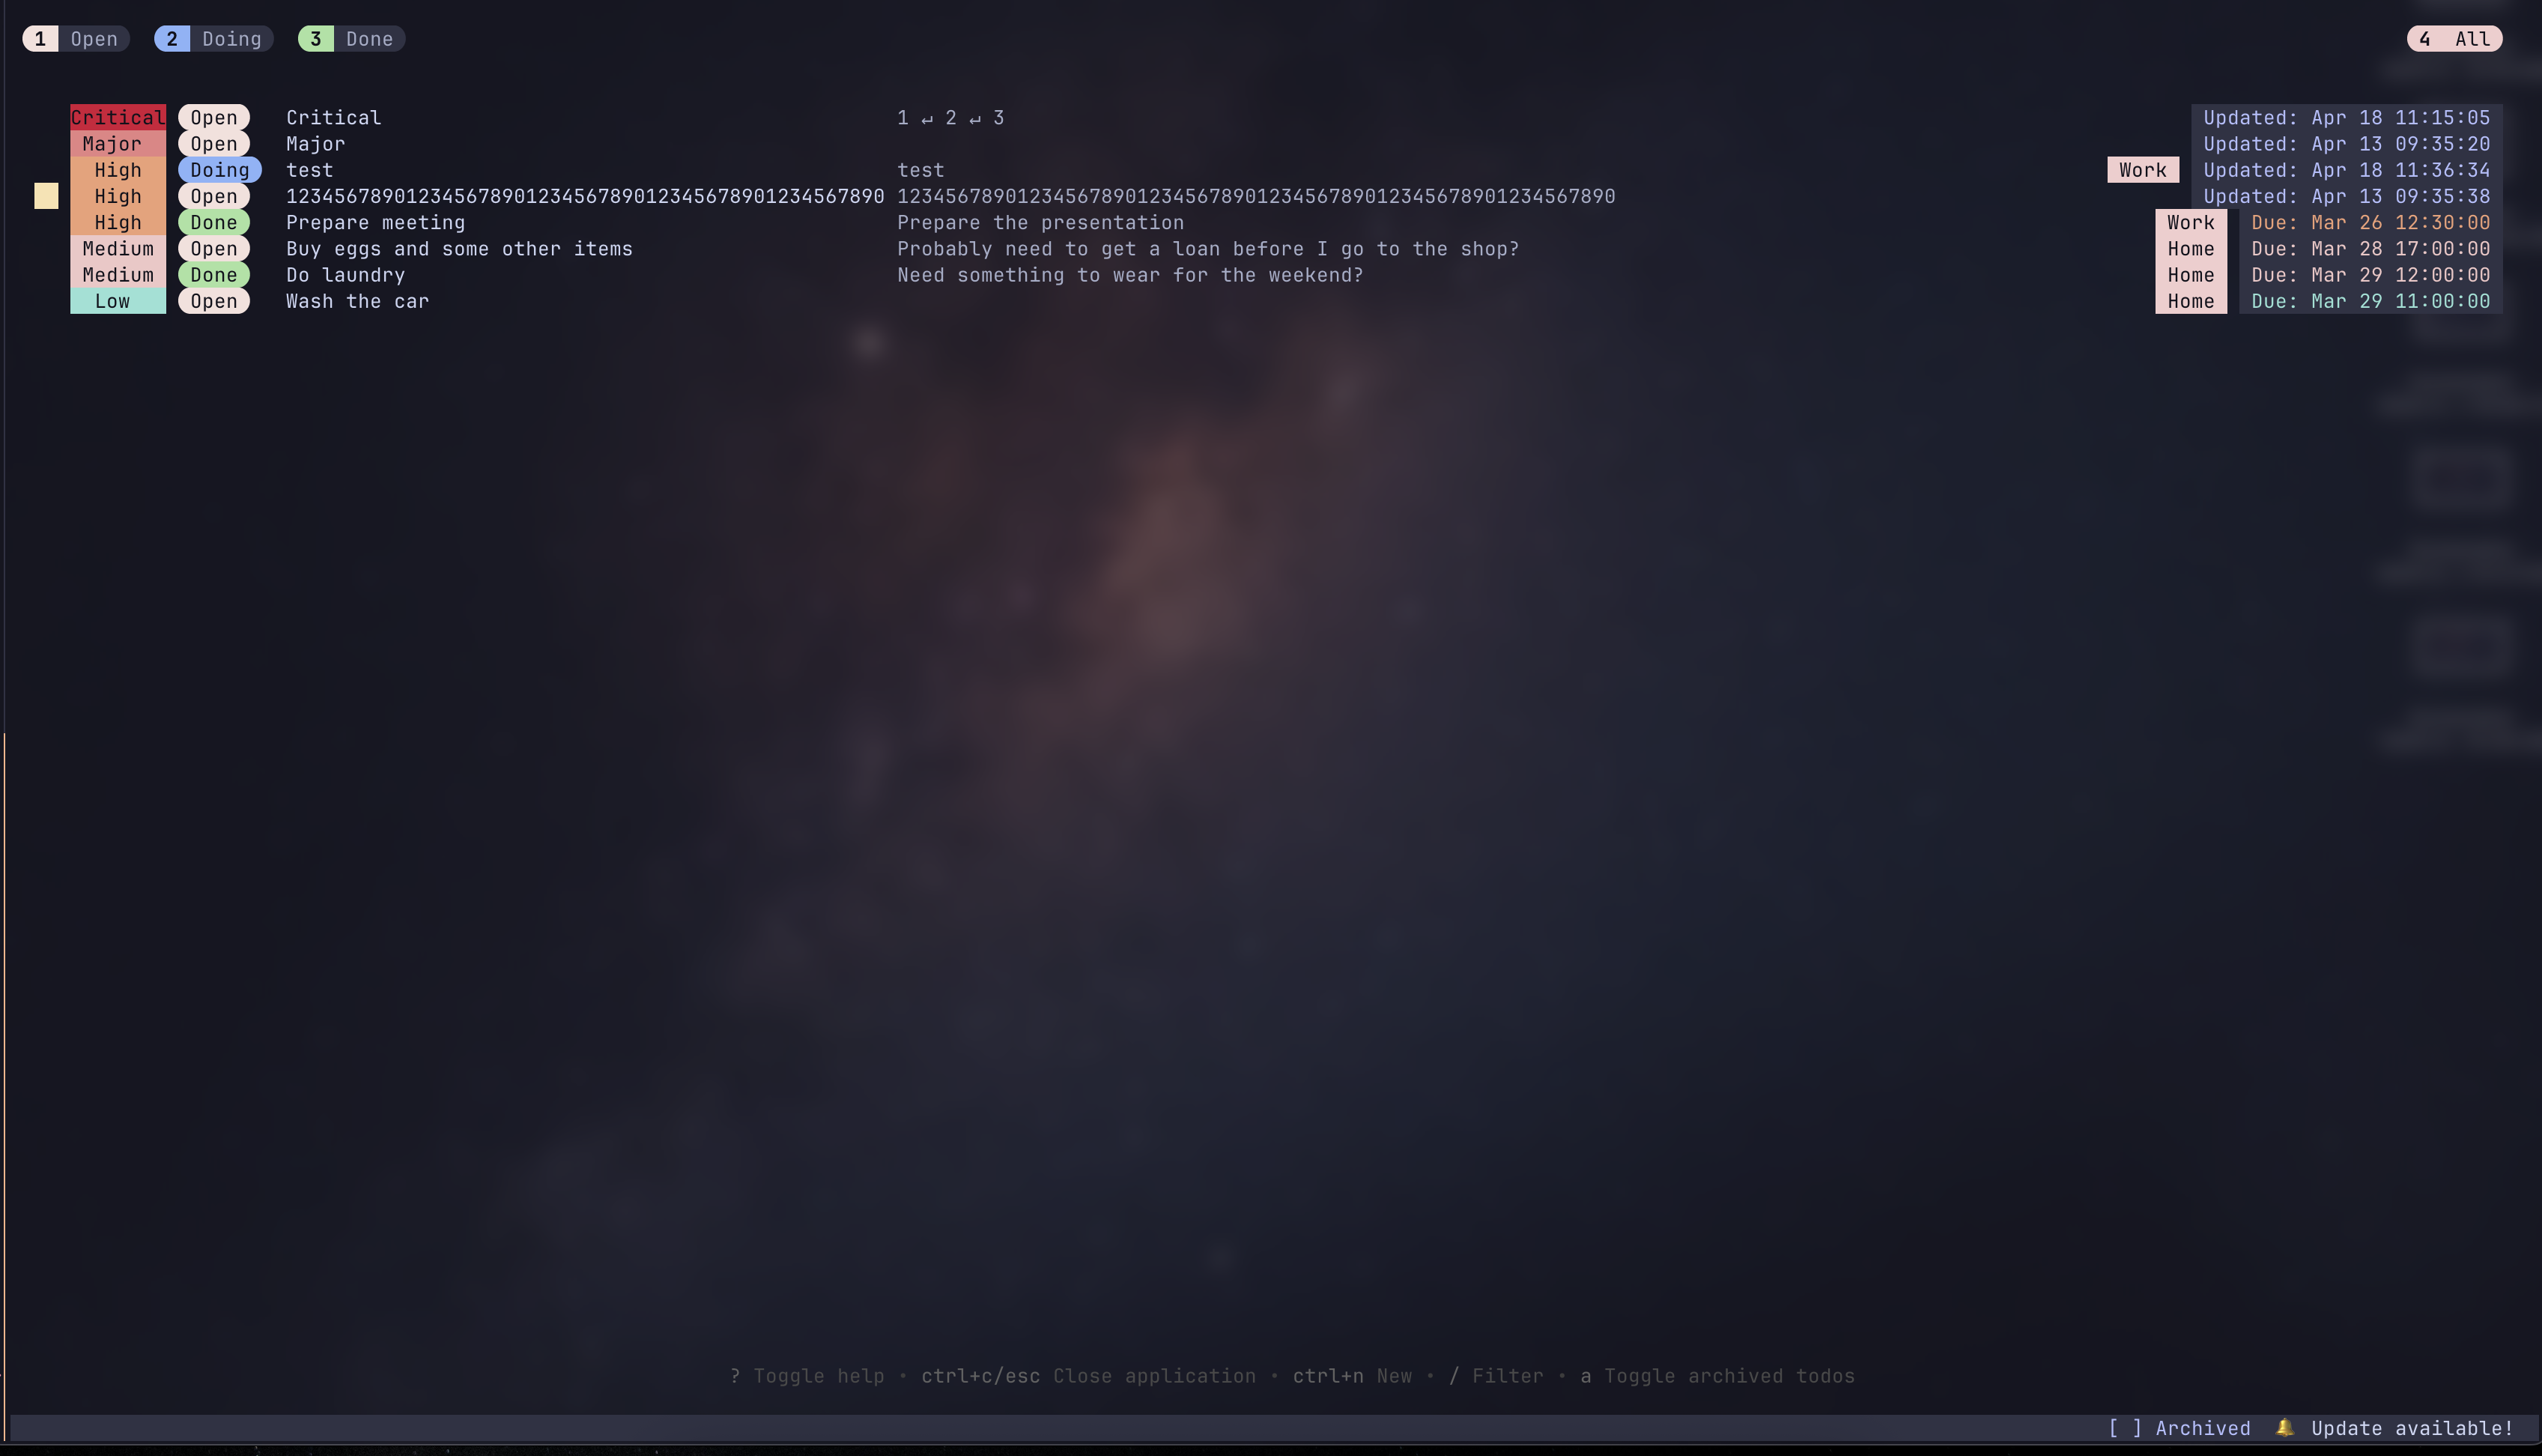 1 Open 2 Doing 3 Done 4 All
Critical Open Critical 1 ↵ 2 ↵ 3 Updated: Apr 18 11:15:05
Major Open Major Updated: Apr 13 09:35:20
High Doing test test Work Updated: Apr 18 11:36:34
High Open 12345678901234567890123456789012345678901234567890 123456789012345678901234567890123456789012345678901234567890 Updated: Apr 13 09:35:38
High Done Prepare meeting Prepare the presentation Work Due: Mar 26 12:30:00
Medium Open Buy eggs and some other items Probably need to get a loan before I go to the shop? Home Due: Mar 28 17:00:00
Medium Done Do laundry Need something to wear for the weekend? Home Due: Mar 29 12:00:00
Low Open Wash the car Home Due: Mar 29 11:00:00
? Toggle help • ctrl+c/esc Close application • ctrl+n New • / Filter • a Toggle archived todos
[ ] Archived 🔔 Update available!